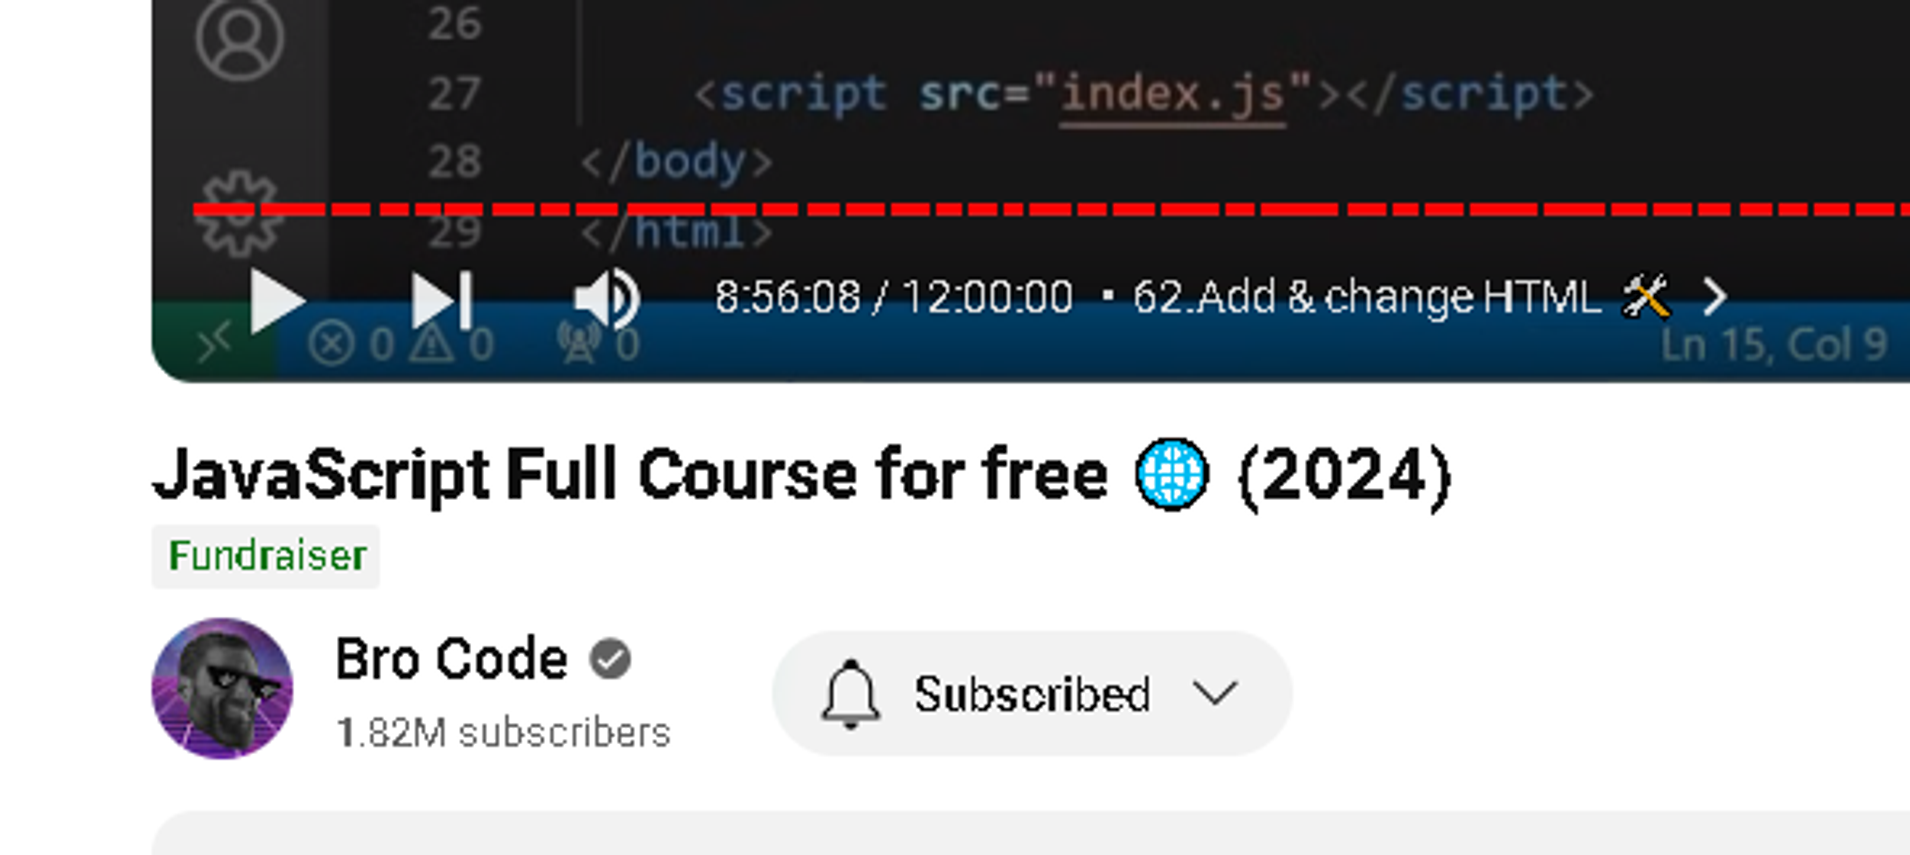 26
27 <script src="index.js"></script>
28 </body>
29 </html>
8:56:08 / 12:00:00 • 62.Add & change HTML 🛠 >
0 0 0 Ln 15, Col 9
JavaScript Full Course for free 🌐 (2024)
Fundraiser
Bro Code
1.82M subscribers
Subscribed